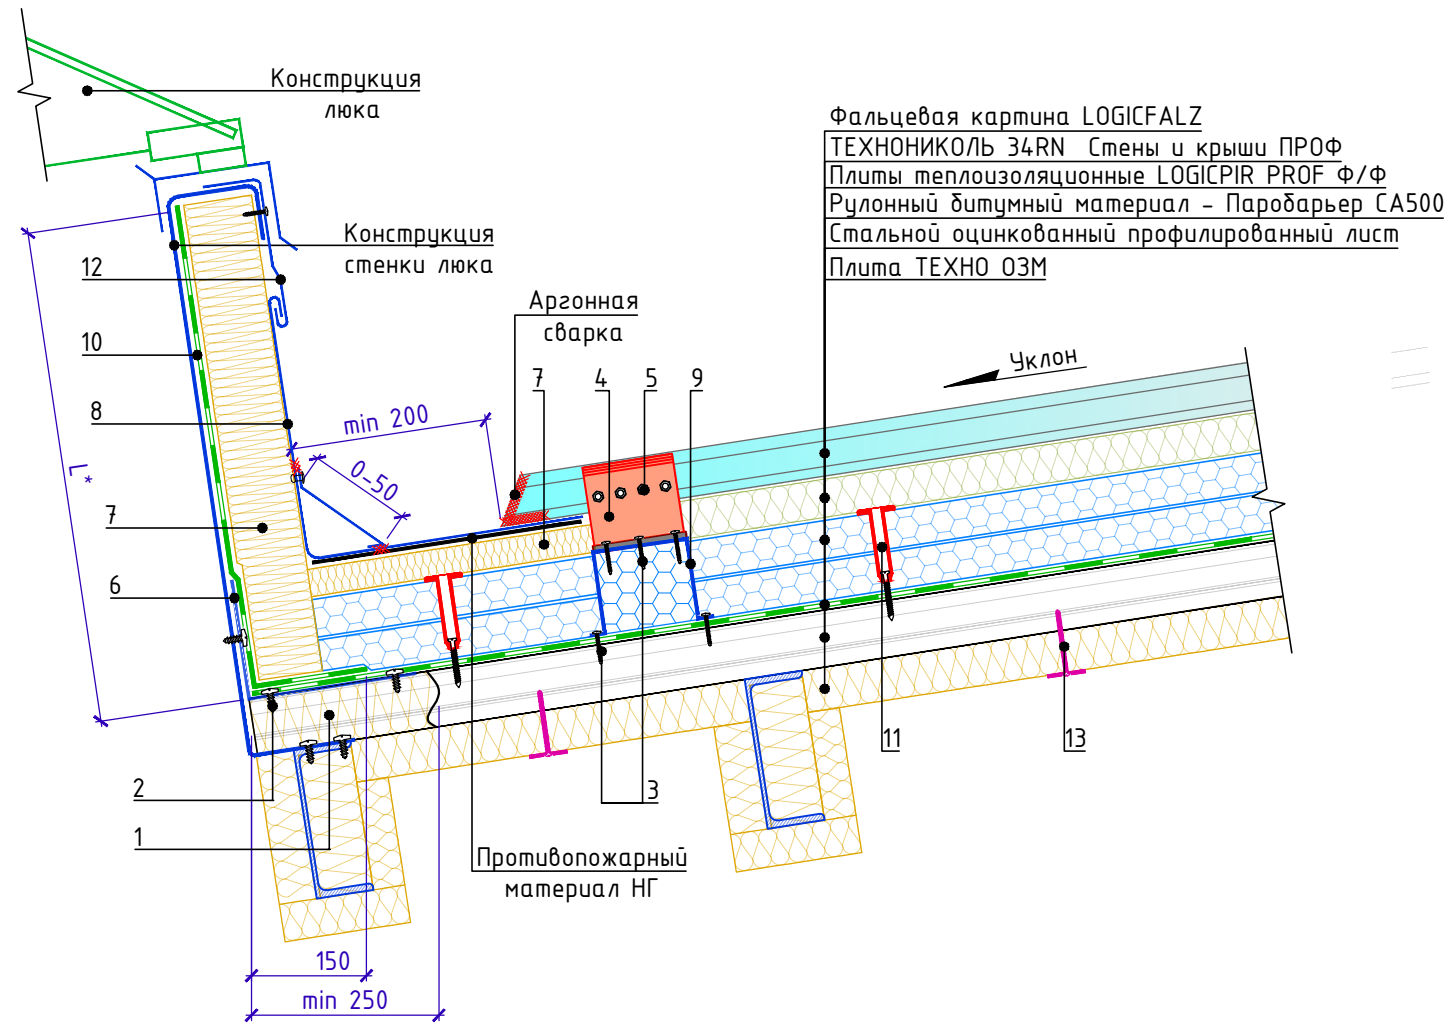 Конструкция
люка
Фальцевая картина LOGICFALZ
ТЕХНОНИКОЛЬ 34RN Стены и крыши ПРОФ
Плиты теплоизоляционные LOGICPIR PROF Ф/Ф
Рулонный битумный материал - Паробарьер СА500
Стальной оцинкованный профилированный лист
Плита ТЕХНО ОЗМ
Конструкция
стенки люка
12
Аргонная
сварка
10
Уклон
7
4
5
9
8
min 200
L*
0-50
7
6
11
13
2
3
1
Противопожарный
материал НГ
150
min 250